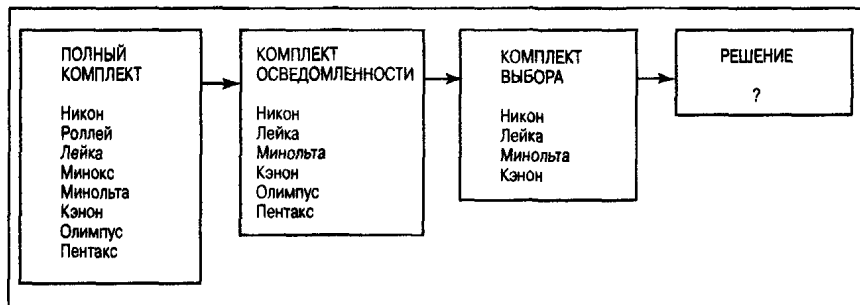 ПОЛНЫЙ
КОМПЛЕКТ
Никон
Роллей
Лейка
Минокс
Минольта
Кэнон
Олимпус
Пентакс
КОМПЛЕКТ
ОСВЕДОМЛЕННОСТИ
Никон
Лейка
Минольта
Кэнон
Олимпус
Пентакс
КОМПЛЕКТ
ВЫБОРА
Никон
Лейка
Минольта
Кэнон
РЕШЕНИЕ
?